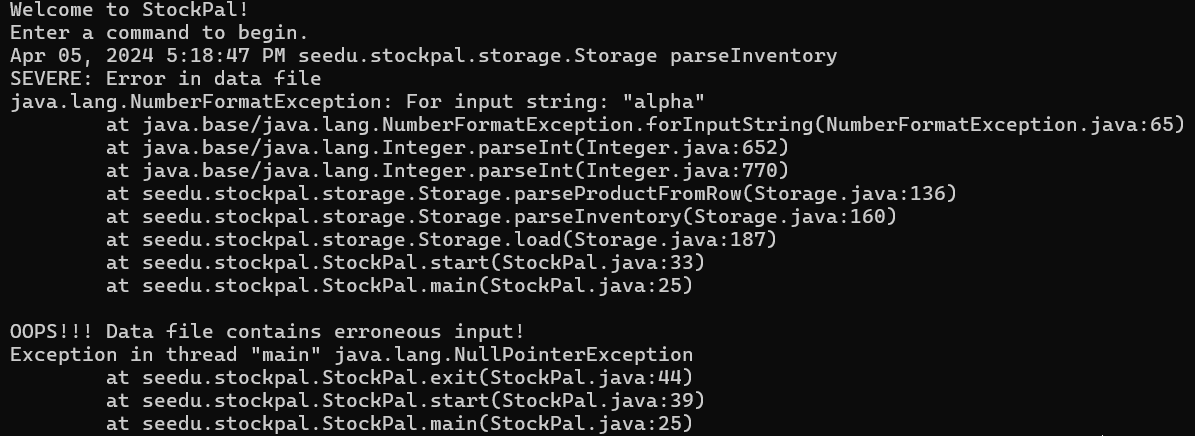 Welcome to StockPal!
Enter a command to begin.
Apr 05, 2024 5:18:47 PM seedu.stockpal.storage.Storage parseInventory
SEVERE: Error in data file
java.lang.NumberFormatException: For input string: "alpha"
        at java.base/java.lang.NumberFormatException.forInputString(NumberFormatException.java:65)
        at java.base/java.lang.Integer.parseInt(Integer.java:652)
        at java.base/java.lang.Integer.parseInt(Integer.java:770)
        at seedu.stockpal.storage.Storage.parseProductFromRow(Storage.java:136)
        at seedu.stockpal.storage.Storage.parseInventory(Storage.java:160)
        at seedu.stockpal.storage.Storage.load(Storage.java:187)
        at seedu.stockpal.StockPal.start(StockPal.java:33)
        at seedu.stockpal.StockPal.main(StockPal.java:25)

OOPS!!! Data file contains erroneous input!
Exception in thread "main" java.lang.NullPointerException
        at seedu.stockpal.StockPal.exit(StockPal.java:44)
        at seedu.stockpal.StockPal.start(StockPal.java:39)
        at seedu.stockpal.StockPal.main(StockPal.java:25)